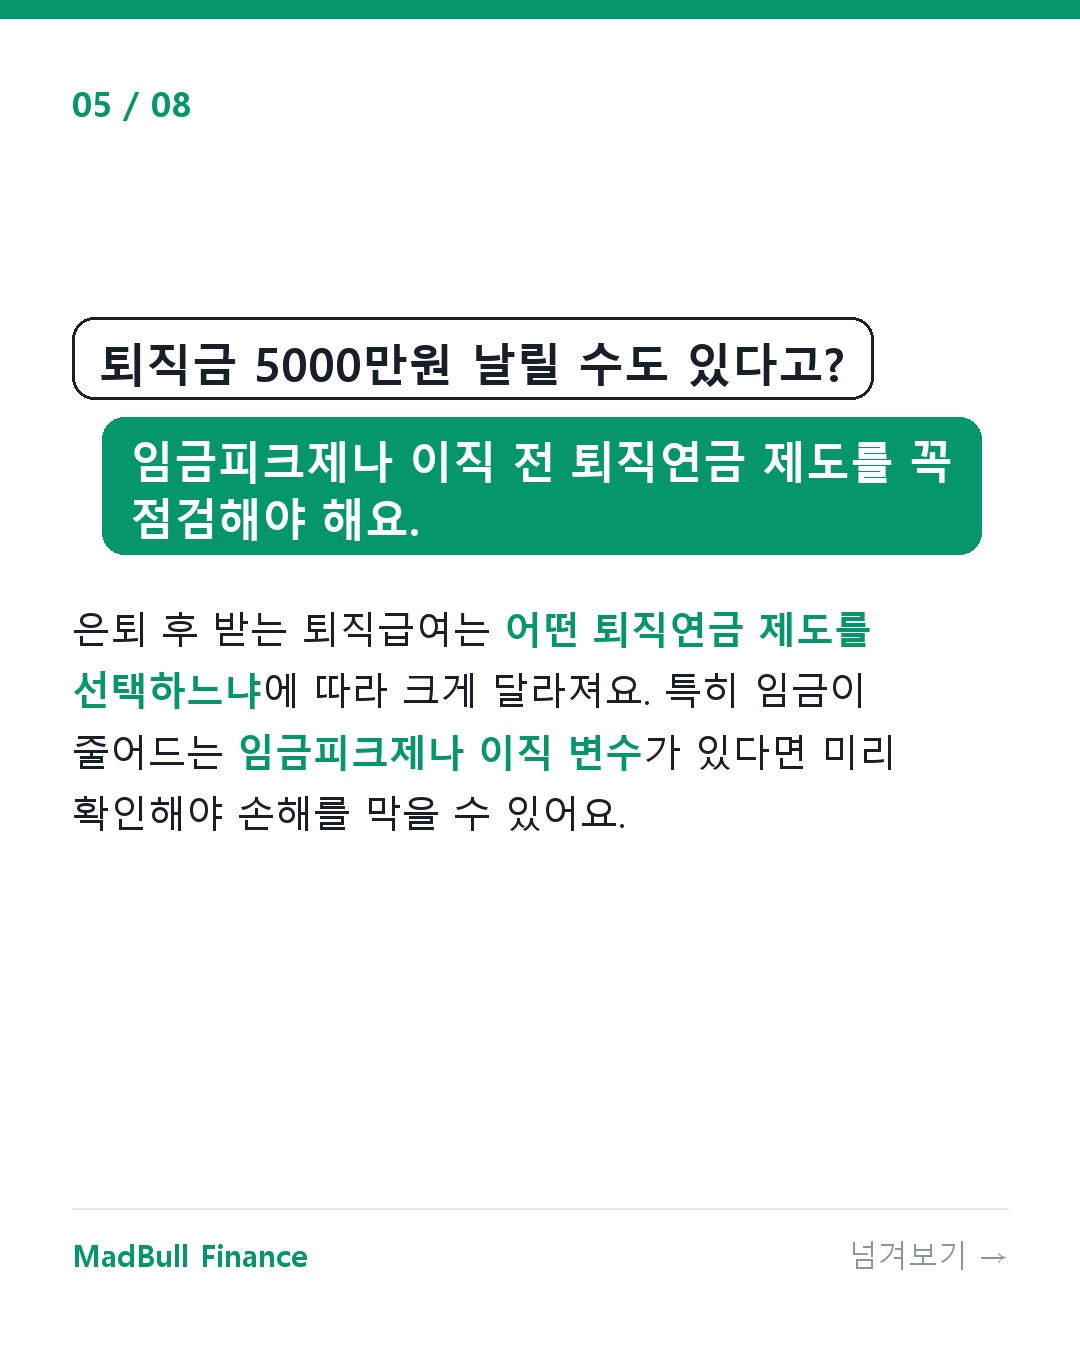 05 / 08
퇴직금 5000만원 날릴 수도 있다고?
임금피크제나 이직 전 퇴직연금 제도를 꼭
점검해야 해요.
은퇴 후 받는 퇴직급여는 어떤 퇴직연금 제도를
선택하느냐에 따라 크게 달라져요. 특히 임금이
줄어드는 임금피크제나 이직 변수가 있다면 미리
확인해야 손해를 막을 수 있어요.
MadBull Finance
넘겨보기 →